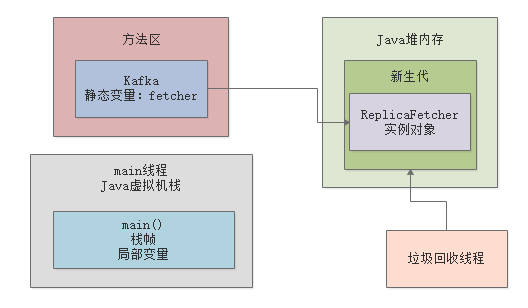 方法区
Kafka
静态变量：fetcher
Java堆内存
新生代
ReplicaFetcher
实例对象
main线程
Java虚拟机栈
main()
栈帧
局部变量
垃圾回收线程